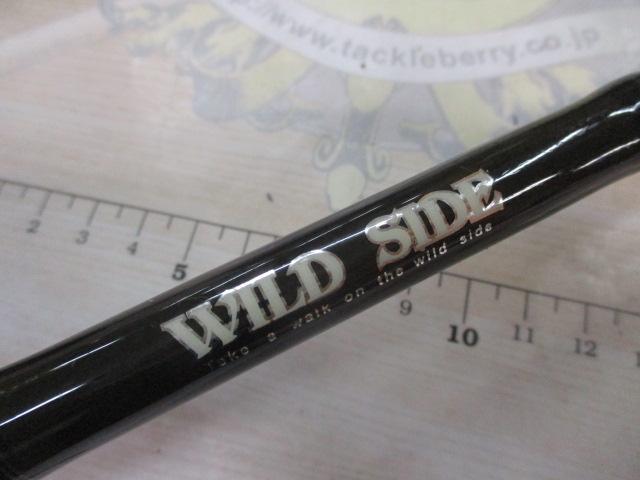 http://www.tackleberry.co.jp
WILD SIDE
Take a walk on the wild side
2 3 4 5 9 10 11 12